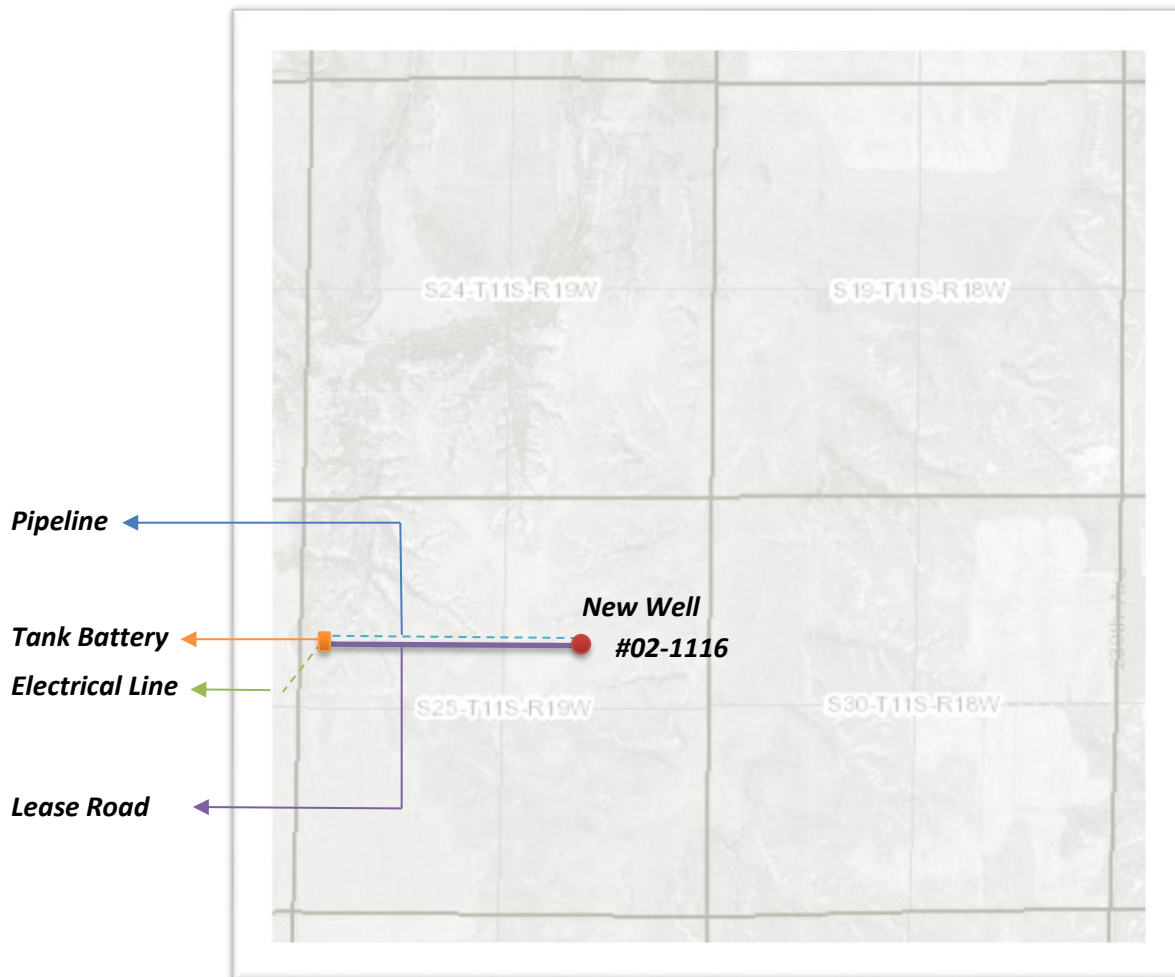 S24-T11S-R19W
S19-T11S-R18W
Pipeline
New Well
Tank Battery
#02-1116
Electrical Line
S25-T11S-R19W
S30-T11S-R18W
Lease Road